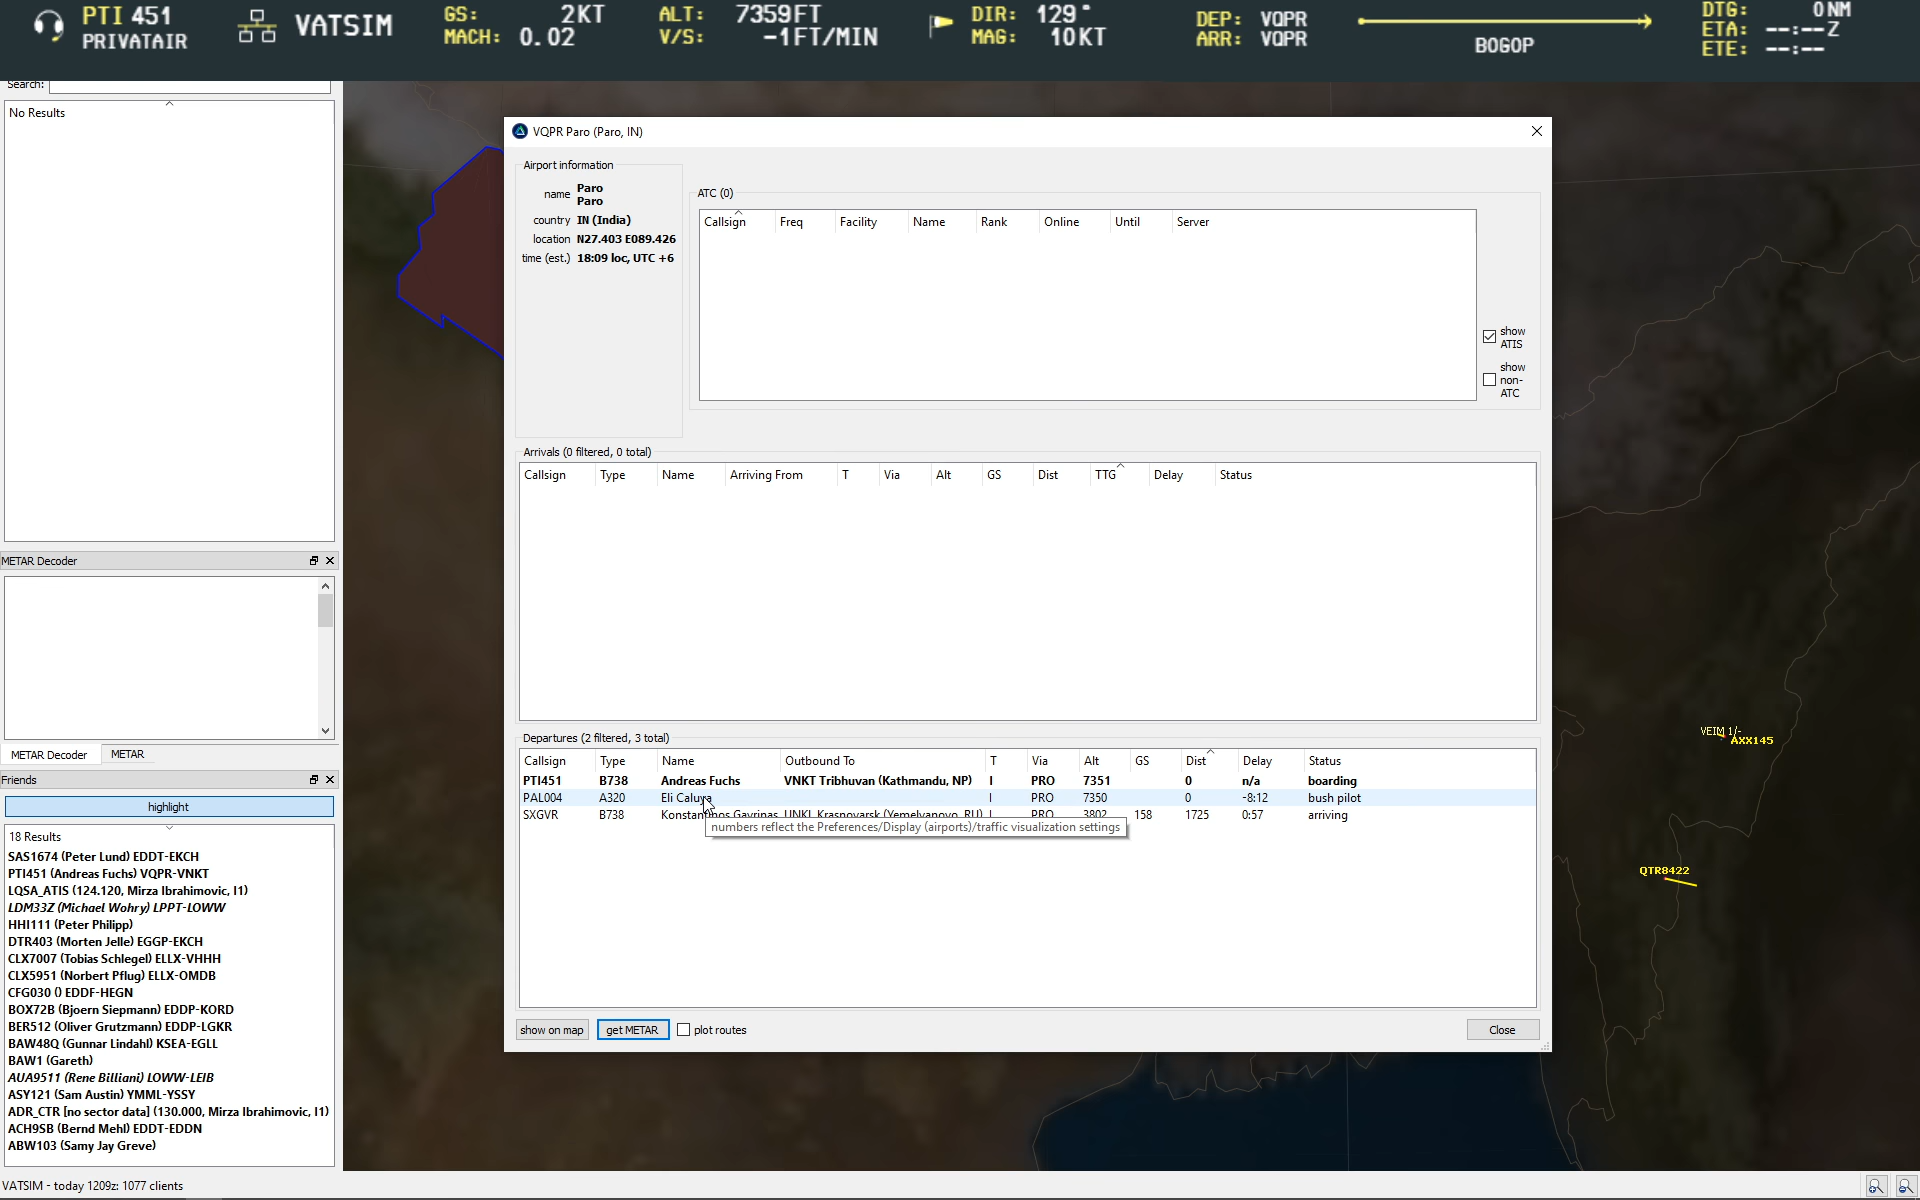 PTI 451
PRIVATAIR
VATSIM
GS: 2KT
MACH: 0.02
ALT: 7359FT
V/S: -1FT/MIN
DIR: 129°
MAG: 10KT
DEP: VQPR
ARR: VQPR
BOGOP
DTG: 0NM
ETA: --:--Z
ETE: --:--
Search:
No Results
METAR Decoder
METAR Decoder METAR
Friends
highlight
18 Results
SAS1674 (Peter Lund) EDDT-EKCH
PTI451 (Andreas Fuchs) VQPR-VNKT
LQSA_ATIS (124.120, Mirza Ibrahimovic, I1)
LDM33Z (Michael Wohry) LPPT-LOWW
HHI111 (Peter Philipp)
DTR403 (Morten Jelle) EGGP-EKCH
CLX7007 (Tobias Schlegel) ELLX-VHHH
CLX5951 (Norbert Pflug) ELLX-OMDB
CFG030 () EDDF-HEGN
BOX72B (Bjoern Siepmann) EDDP-KORD
BER512 (Oliver Grutzmann) EDDP-LGKR
BAW48Q (Gunnar Lindahl) KSEA-EGLL
BAW1 (Gareth)
AUA9511 (Rene Billiani) LOWW-LEIB
ASY121 (Sam Austin) YMML-YSSY
ADR_CTR [no sector data] (130.000, Mirza Ibrahimovic, I1)
ACH9SB (Bernd Mehl) EDDT-EDDN
ABW103 (Samy Jay Greve)
VATSIM - today 1209z: 1077 clients
VQPR Paro (Paro, IN)
Airport information
name Paro
Paro
country IN (India)
location N27.403 E089.426
time (est.) 18:09 loc, UTC +6
ATC (0)
Callsign Freq Facility Name Rank Online Until Server
show
ATIS
show
non-
ATC
Arrivals (0 filtered, 0 total)
Callsign Type Name Arriving From T Via Alt GS Dist TTG Delay Status
Departures (2 filtered, 3 total)
Callsign Type Name Outbound To T Via Alt GS Dist Delay Status
PTI451 B738 Andreas Fuchs VNKT Tribhuvan (Kathmandu, NP) I PRO 7351 0 n/a boarding
PAL004 A320 Eli I PRO 7350 0 -8:12 bush pilot
SXGVR B738 Gavrinas UNKL Krasnoyarsk (Yemelyanovo, RU) I PRO 3802 158 1725 0:57 arriving
numbers reflect the Preferences/Display (airports)/traffic visualization settings
show on map get METAR plot routes Close
VEIM 1/-
AXX145
QTR8422